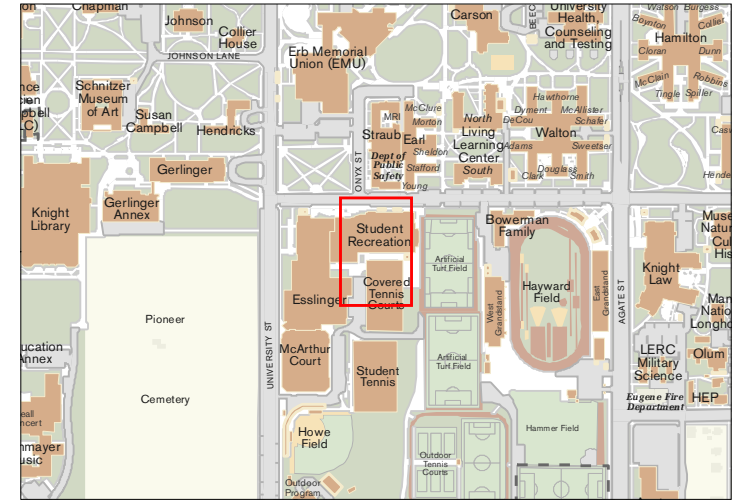 Chapman
Johnson
Collier
House
JOHNSON LANE
Carson
University
Health,
Counseling
and Testing
Watson
Burgess
Boynton
Collier
Hamilton
Cloran
Dunn
McClain
Robbins
Tingle
Spiller
Erb Memorial
Union (EMU)
Schnitzer
Museum
of Art
Susan
Campbell
Hendricks
MRI
Straub
Dept of
Public
Safety
ONYX ST
McClure
Morton
Earl
Sheldon
Stafford
Young
North
Living
Learning
Center
South
Hawthorne
Dyment
McAllister
DeCou
Schafer
Walton
Adams
Sweetser
Douglass
Clark
Smith
Gerlinger
Gerlinger
Annex
Knight
Library
Student
Recreation
Bowerman
Family
Artificial
Turf Field
Covered
Tennis
Courts
Esslinger
West
Grandstand
Hayward
Field
East
Grandstand
AGATE ST
Knight
Law
Pioneer
Cemetery
UNIVERSITY ST
McArthur
Court
Student
Tennis
Artificial
Turf Field
LERC
Military
Science
Olum
Eugene Fire
Department
HEP
Howe
Field
Hammer Field
Outdoor
Tennis
Courts
Outdoor
Program